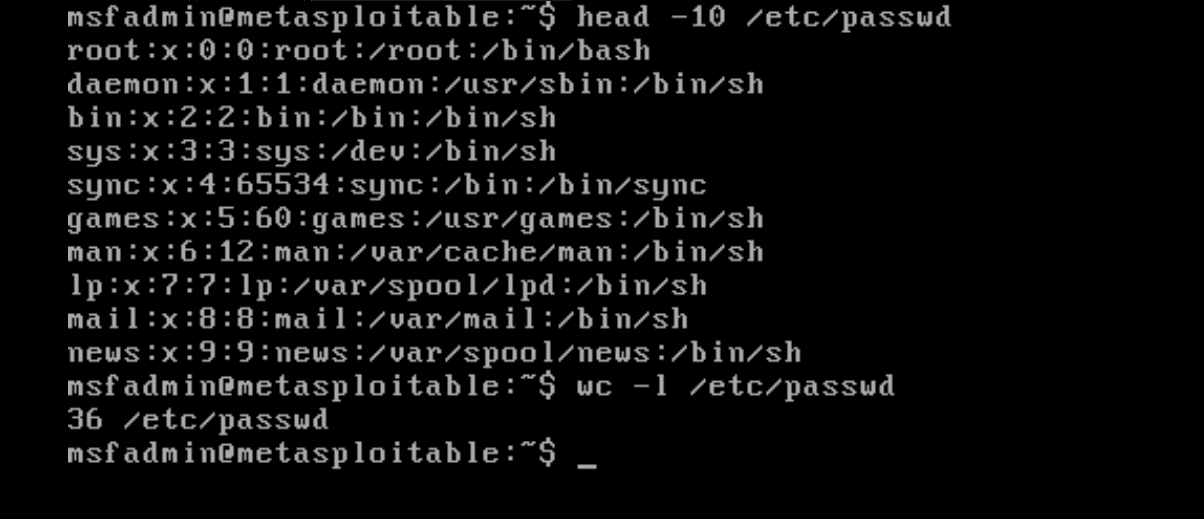 msfadmin@metasploitable:~$ head -10 /etc/passwd
root:x:0:0:root:/root:/bin/bash
daemon:x:1:1:daemon:/usr/sbin:/bin/sh
bin:x:2:2:bin:/bin:/bin/sh
sys:x:3:3:sys:/dev:/bin/sh
sync:x:4:65534:sync:/bin:/bin/sync
games:x:5:60:games:/usr/games:/bin/sh
man:x:6:12:man:/var/cache/man:/bin/sh
lp:x:7:7:lp:/var/spool/lpd:/bin/sh
mail:x:8:8:mail:/var/mail:/bin/sh
news:x:9:9:news:/var/spool/news:/bin/sh
msfadmin@metasploitable:~$ wc -l /etc/passwd
36 /etc/passwd
msfadmin@metasploitable:~$ _